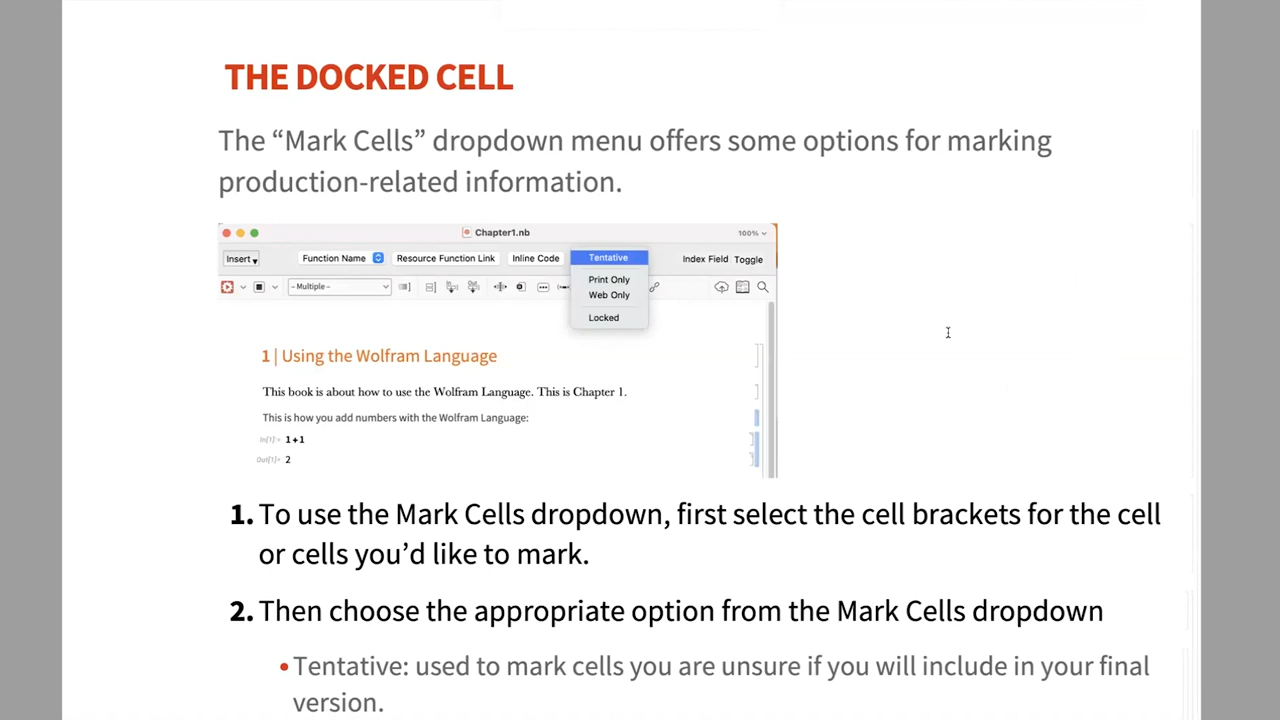 THE DOCKED CELL
The “Mark Cells” dropdown menu offers some options for marking
production-related information.
Chapter1.nb
100%
Insert
Function Name
Resource Function Link
Inline Code
Tentative
Index Field
Toggle
Print Only
Web Only
Locked
- Multiple -
1 | Using the Wolfram Language
This book is about how to use the Wolfram Language. This is Chapter 1.
This is how you add numbers with the Wolfram Language:
In[1]:= 1+1
Out[1]= 2
1. To use the Mark Cells dropdown, first select the cell brackets for the cell
or cells you’d like to mark.
2. Then choose the appropriate option from the Mark Cells dropdown
• Tentative: used to mark cells you are unsure if you will include in your final
version.